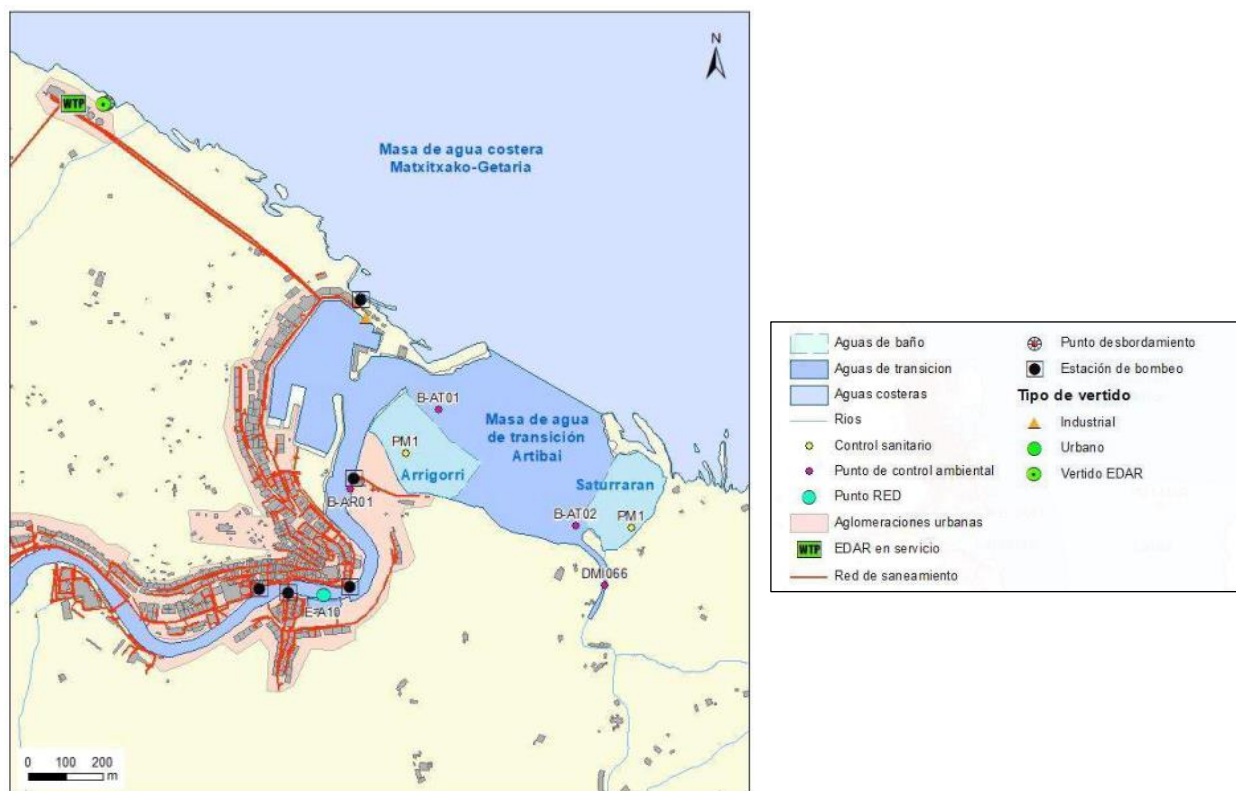 N
WTP
Masa de agua costera
Matxitxako-Getaria
B-AT01
Masa de agua
de transición
Artibai
PM1
Arrigorri
Saturraran
B-AR01
B-AT02
PM1
DMI066
E-A10
0 100 200
m
Aguas de baño
Aguas de transicion
Aguas costeras
Rios
Control sanitario
Punto de control ambiental
Punto RED
Aglomeraciones urbanas
WTP
EDAR en servicio
Red de saneamiento
Punto desbordamiento
Estación de bombeo
Tipo de vertido
Industrial
Urbano
Vertido EDAR